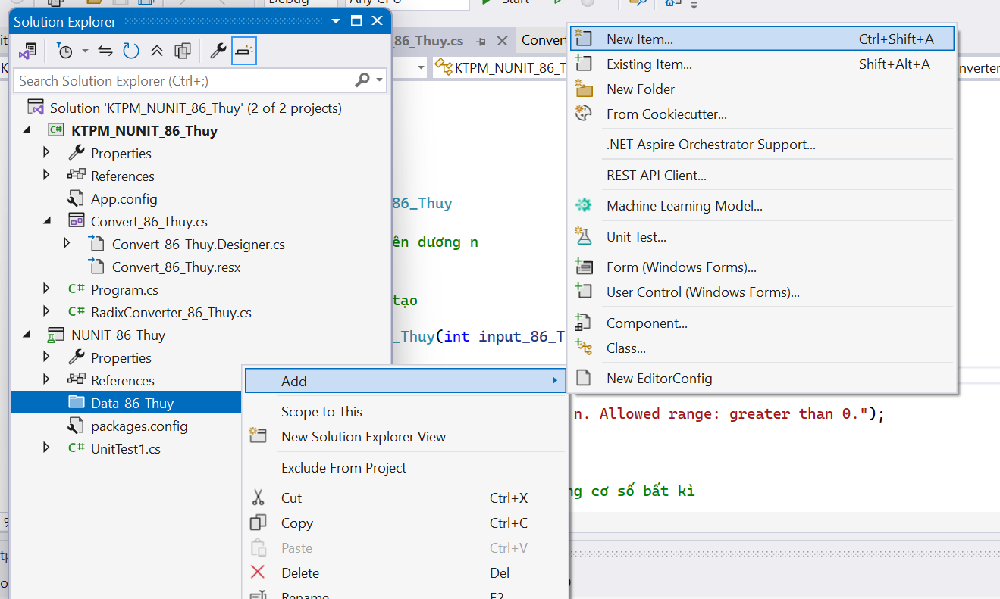 Debug
Any CPU
Start
Solution Explorer
Search Solution Explorer (Ctrl+;)
Solution 'KTPM_NUNIT_86_Thuy' (2 of 2 projects)
KTPM_NUNIT_86_Thuy
Properties
References
App.config
Convert_86_Thuy.cs
Convert_86_Thuy.Designer.cs
Convert_86_Thuy.resx
Program.cs
RadixConverter_86_Thuy.cs
NUNIT_86_Thuy
Properties
References
Data_86_Thuy
packages.config
UnitTest1.cs
86_Thuy.cs
Convert
KTPM_NUNIT_86_T
onverter
86_Thuy
ên dương n
tạo
_Thuy(int input_86_T
n. Allowed range: greater than 0.");
ng cơ số bất kì
Add
Scope to This
New Solution Explorer View
Exclude From Project
Cut Ctrl+X
Copy Ctrl+C
Paste Ctrl+V
Delete Del
Rename F2
New Item... Ctrl+Shift+A
Existing Item... Shift+Alt+A
New Folder
From Cookiecutter...
.NET Aspire Orchestrator Support...
REST API Client...
Machine Learning Model...
Unit Test...
Form (Windows Forms)...
User Control (Windows Forms)...
Component...
Class...
New EditorConfig